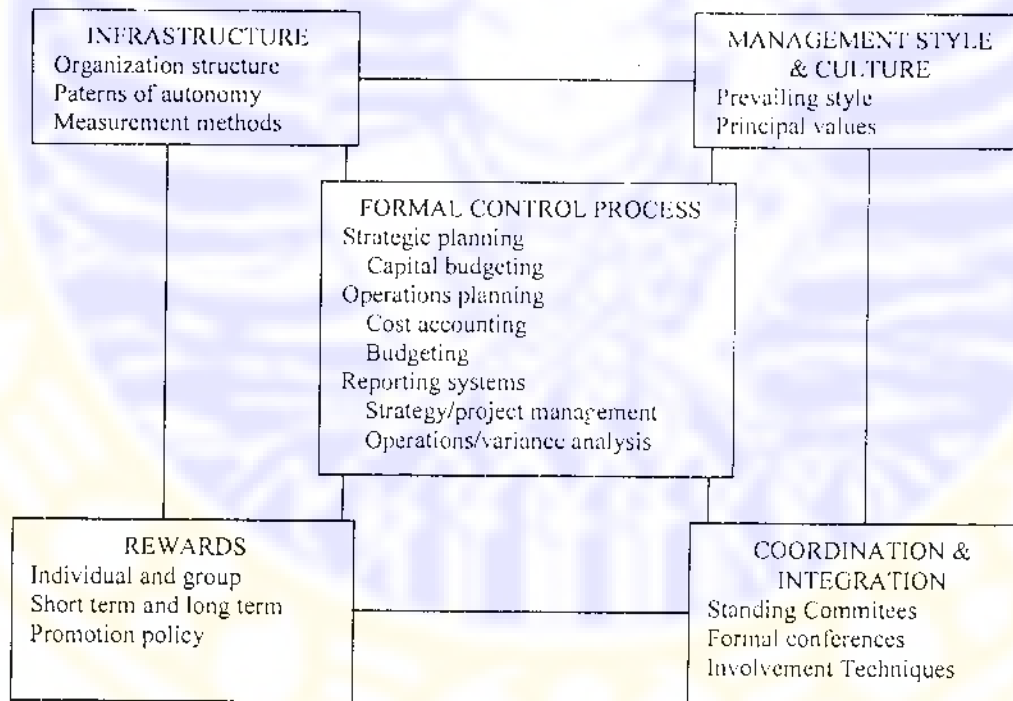 INFRASTRUCTURE
Organization structure
Paterns of autonomy
Measurement methods
MANAGEMENT STYLE
& CULTURE
Prevailing style
Principal values
FORMAL CONTROL PROCESS
Strategic planning
Capital budgeting
Operations planning
Cost accounting
Budgeting
Reporting systems
Strategy/project management
Operations/variance analysis
REWARDS
Individual and group
Short term and long term
Promotion policy
COORDINATION &
INTEGRATION
Standing Commitees
Formal conferences
Involvement Techniques